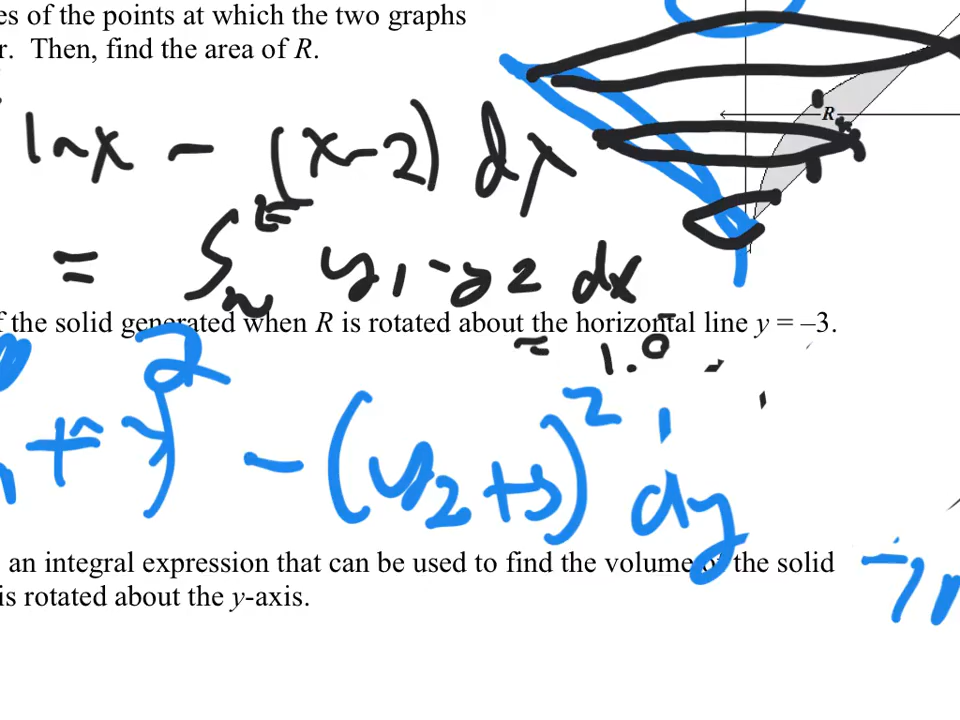 es of the points at which the two graphs
r. Then, find the area of R.
R
ln x - (x-2) dx
= ∫ y1 - y2 dx
f the solid generated when R is rotated about the horizontal line y = –3.
≈ 1.0
+ )² - (y2+3)² dy
an integral expression that can be used to find the volume of the solid
is rotated about the y-axis.